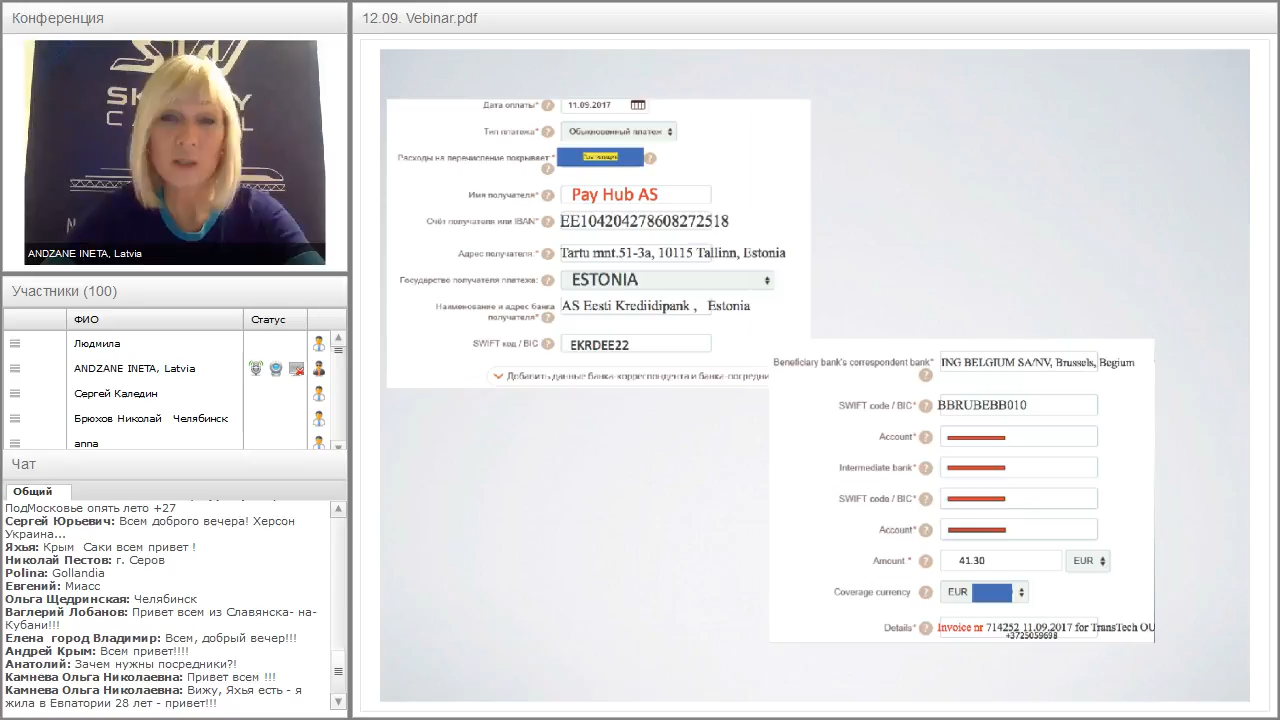 Конференция
SKY WAY
ANDZANE INETA, Latvia
Участники (100)
ФИО Статус
Людмила
ANDZANE INETA, Latvia
Сергей Каледин
Брюхов Николай Челябинск
anna
Чат
Общий
ПодМосковье опять лето +27
Сергей Юрьевич: Всем доброго вечера! Херсон
Украина...
Яхья: Крым Саки всем привет !
Николай Пестов: г. Серов
Polina: Gollandia
Евгений: Миасс
Ольга Щедринская: Челябинск
Ваглерий Лобанов: Привет всем из Славянска- на-
Кубани!!!
Елена город Владимир: Всем, добрый вечер!!!
Андрей Крым: Всем привет!!!!
Анатолий: Зачем нужны посредники?!
Камнева Ольга Николаевна: Привет всем !!!
Камнева Ольга Николаевна: Вижу, Яхья есть - я
жила в Евпутории 28 лет - привет!!!
12.09. Vebinar.pdf
Дата оплаты* ? 11.09.2017
Тип платежа* ? Обыкновенный платеж
Расходы на перечисление покрывает:* ?
?
Имя получателя* ? Pay Hub AS
Счёт получателя или IBAN* ? EE104204278608272518
Адрес получателя:* ? Tartu mnt.51-3a, 10115 Tallinn, Estonia
Государство получателя платежа: ? ESTONIA
Наименование и адрес банка AS Eesti Krediidipank , Estonia
получателя* ?
SWIFT код / BIC ? EKRDEE22
Добавить данные банка-корреспондента и банка-посредни
Beneficiary bank's correspondent bank* ING BELGIUM SA/NV, Brussels, Begium
?
SWIFT code / BIC* ? BBRUBEBB010
Account* ?
Intermediate bank* ?
SWIFT code / BIC* ?
Account* ?
Amount * ? 41.30 EUR
Coverage currency ? EUR
Details* ? Invoice nr 714252 11.09.2017 for TransTech OU
+3725059698